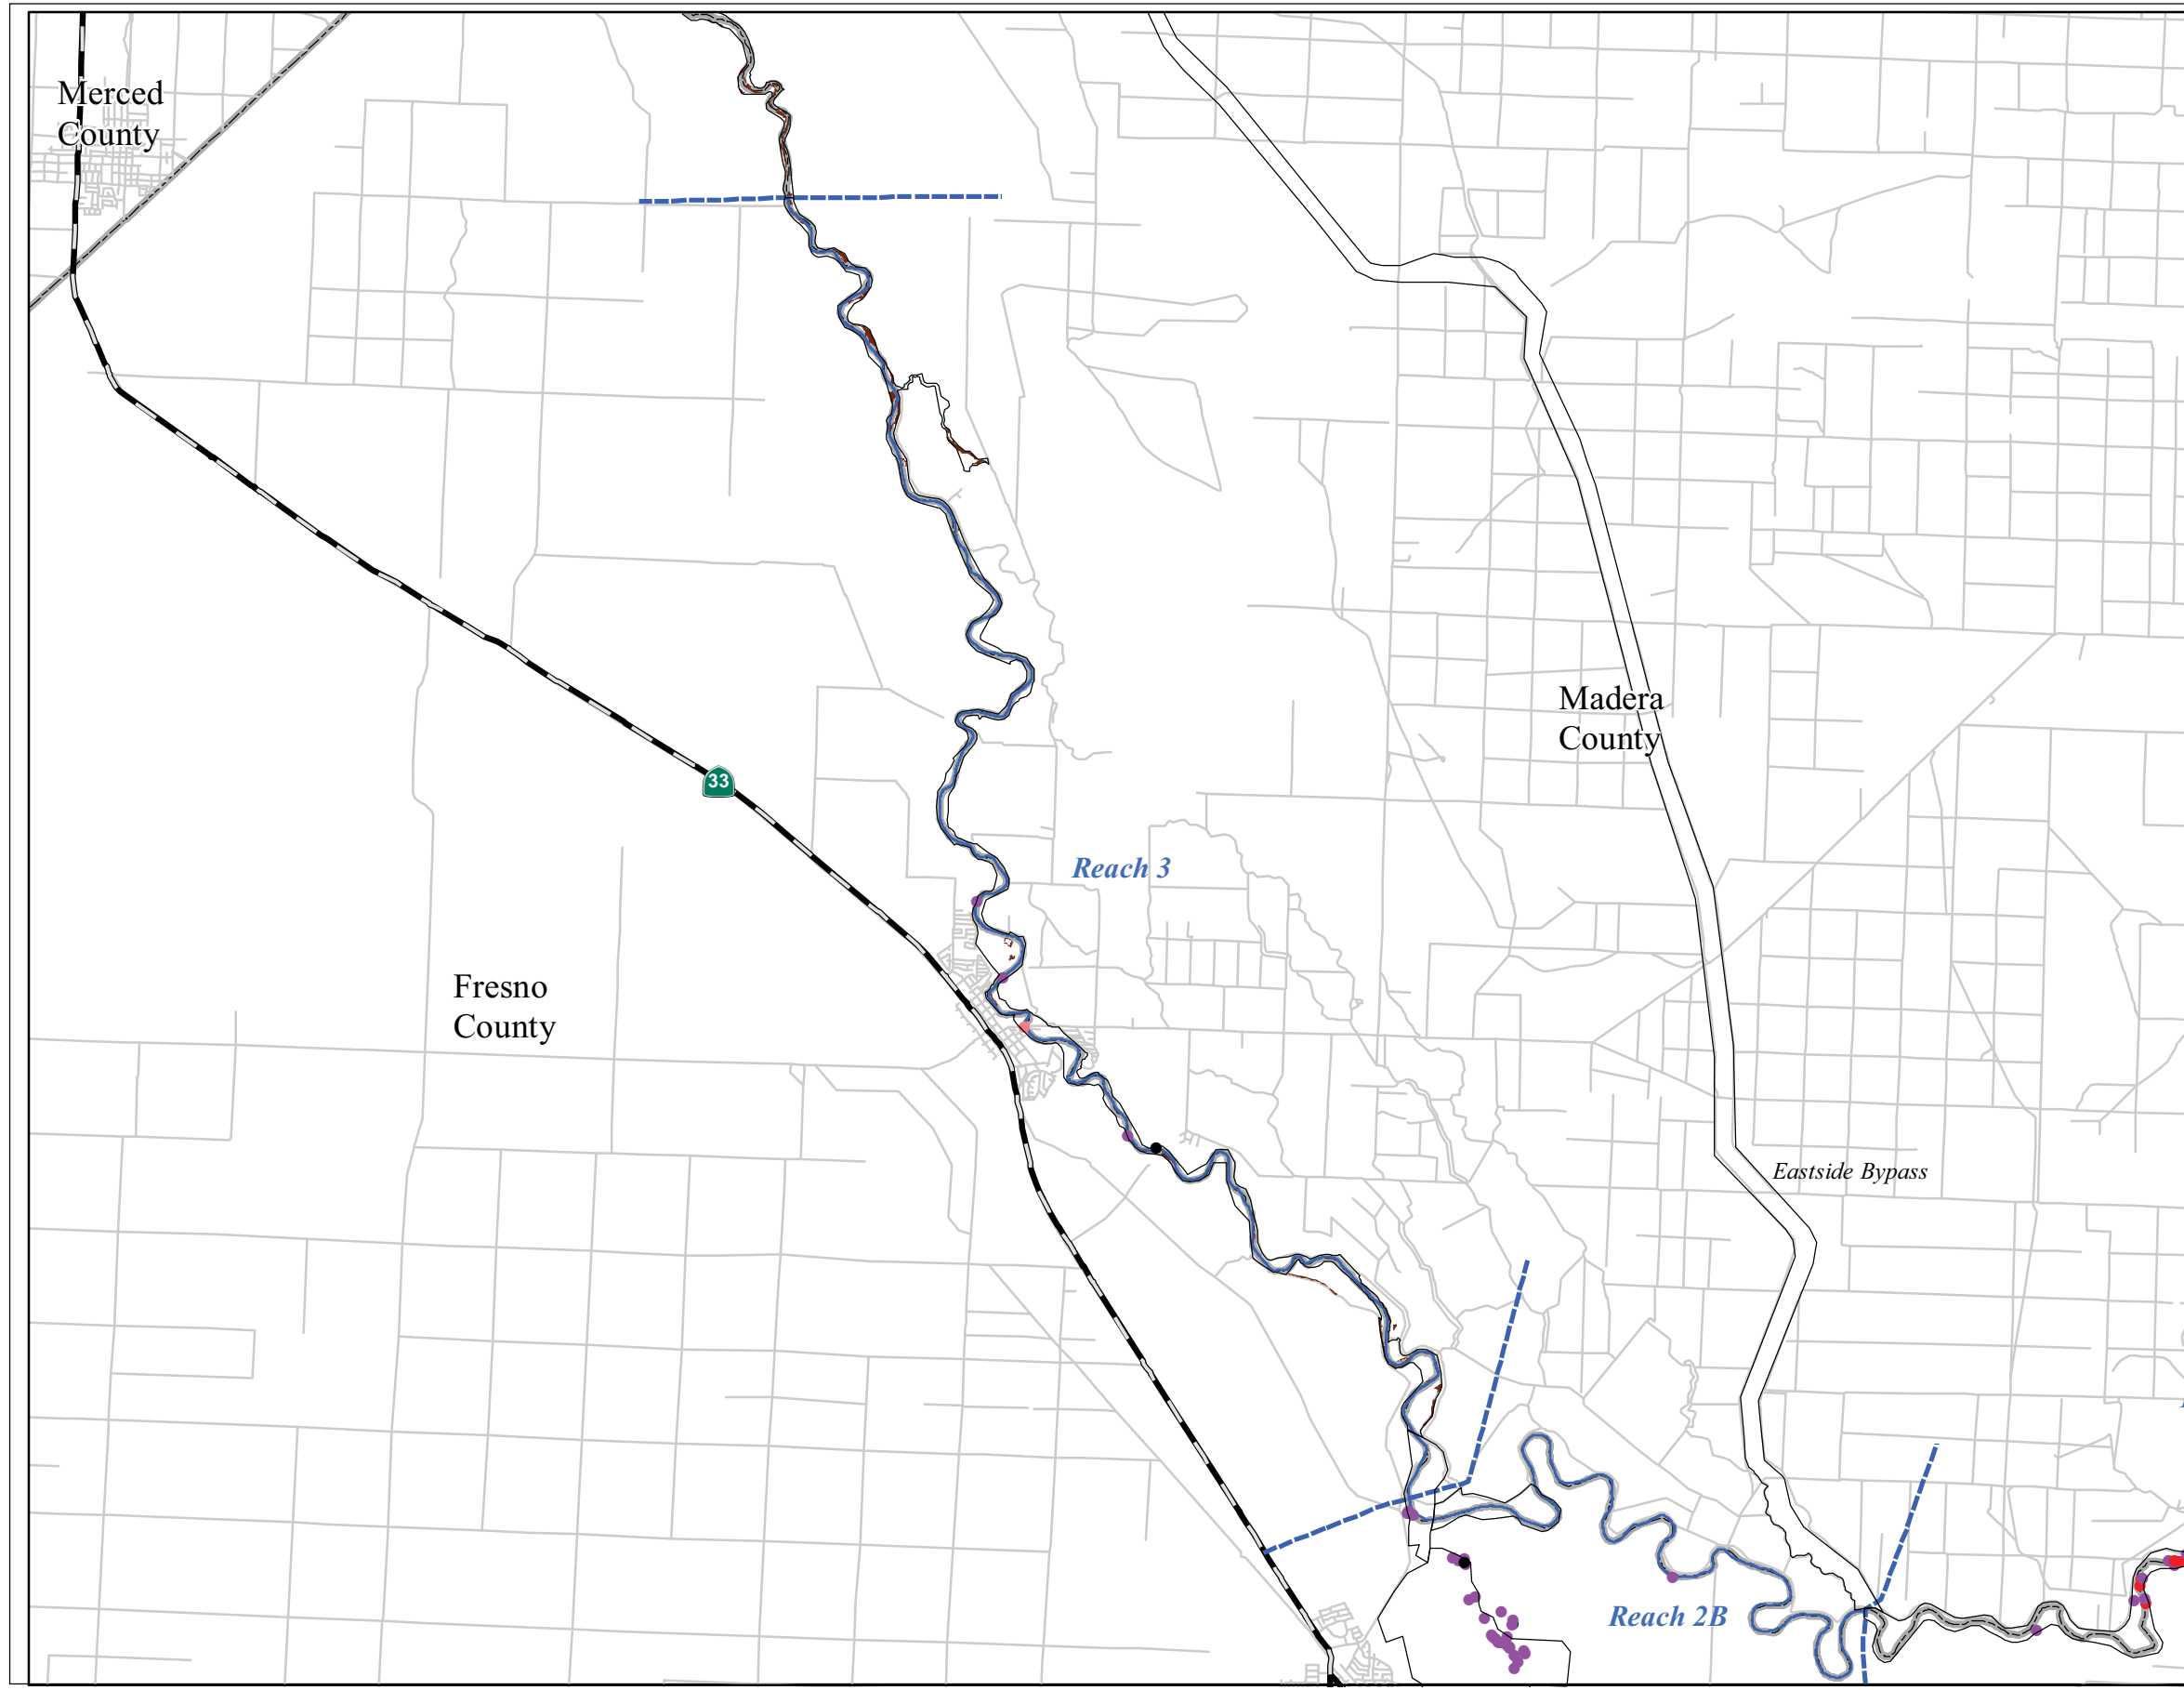 Merced
County
33
Madera
County
Reach 3
Fresno
County
Eastside Bypass
Reach 2B